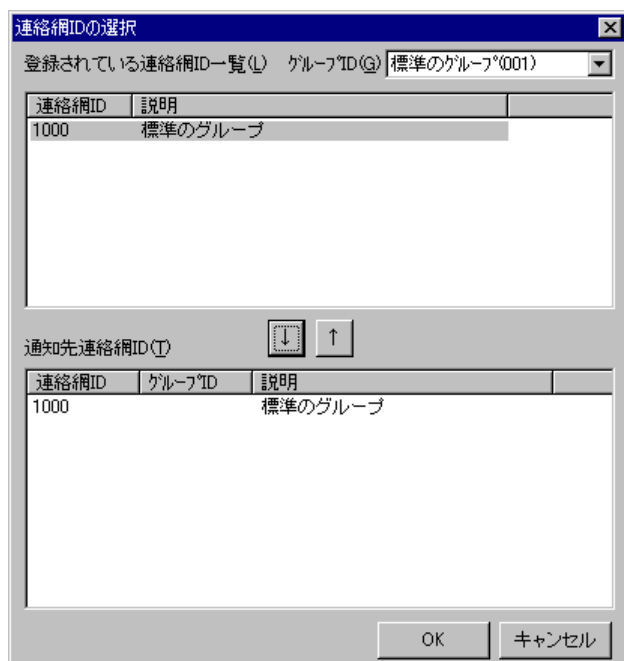 連絡網IDの選択
登録されている連絡網ID一覧(L) ｸﾞﾙｰﾌﾟID(G) 標準のｸﾞﾙｰﾌﾟ(001)
連絡網ID 説明
1000 標準のグループ
↓ ↑
通知先連絡網ID(T)
連絡網ID ｸﾞﾙｰﾌﾟID 説明
1000 標準のグループ
OK キャンセル